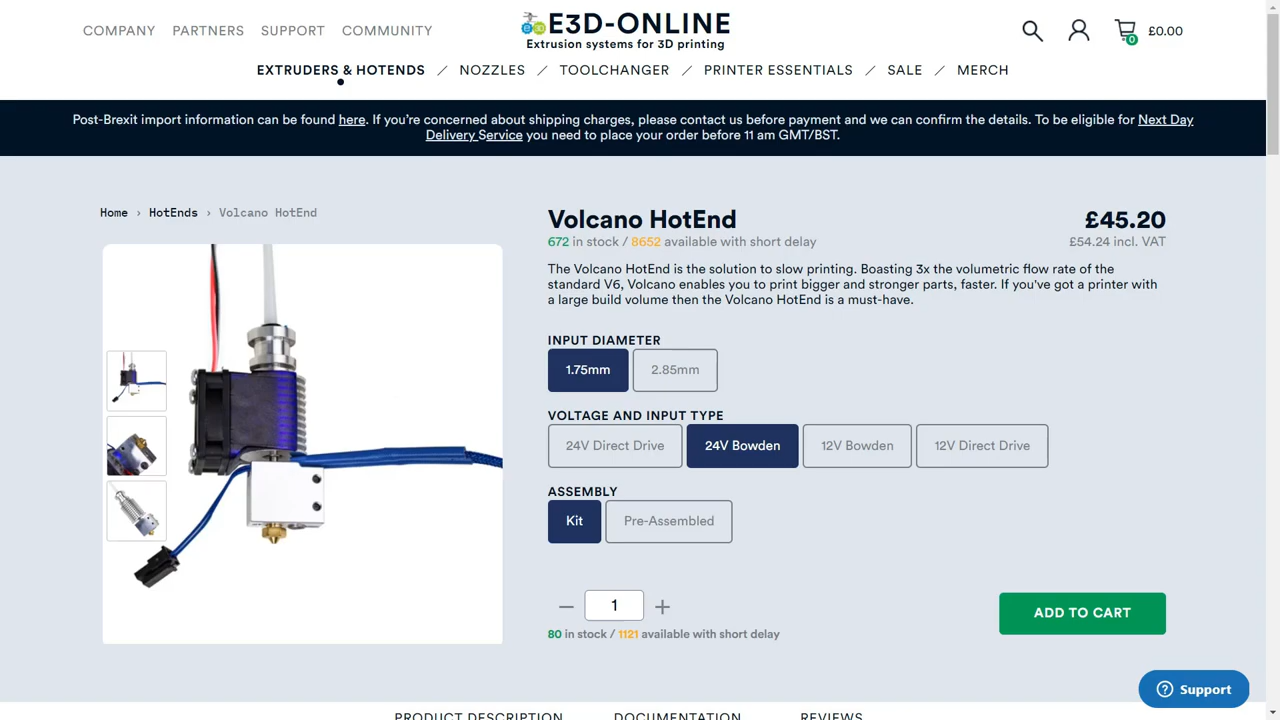 COMPANY PARTNERS SUPPORT COMMUNITY
E3D-ONLINE
Extrusion systems for 3D printing
0 £0.00
EXTRUDERS & HOTENDS / NOZZLES / TOOLCHANGER / PRINTER ESSENTIALS / SALE / MERCH
Post-Brexit import information can be found here. If you’re concerned about shipping charges, please contact us before payment and we can confirm the details. To be eligible for Next Day
Delivery Service you need to place your order before 11 am GMT/BST.
Home › HotEnds › Volcano HotEnd
Volcano HotEnd £45.20
672 in stock / 8652 available with short delay £54.24 incl. VAT
The Volcano HotEnd is the solution to slow printing. Boasting 3x the volumetric flow rate of the
standard V6, Volcano enables you to print bigger and stronger parts, faster. If you've got a printer with
a large build volume then the Volcano HotEnd is a must-have.
INPUT DIAMETER
1.75mm 2.85mm
VOLTAGE AND INPUT TYPE
24V Direct Drive 24V Bowden 12V Bowden 12V Direct Drive
ASSEMBLY
Kit Pre-Assembled
1
ADD TO CART
80 in stock / 1121 available with short delay
Support
PRODUCT DESCRIPTION DOCUMENTATION REVIEWS